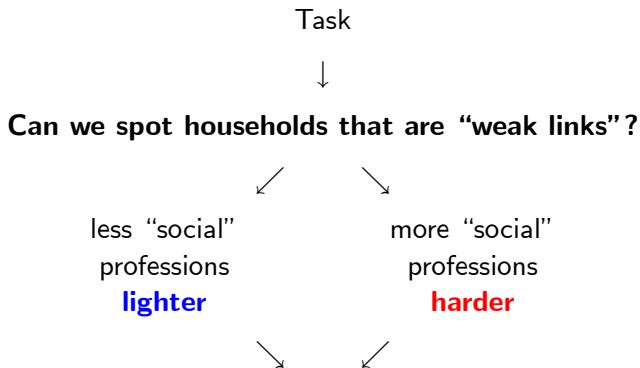 Task
↓
Can we spot households that are “weak links”?
↙ ↘
less “social” more “social”
professions professions
lighter harder
↘ ↙